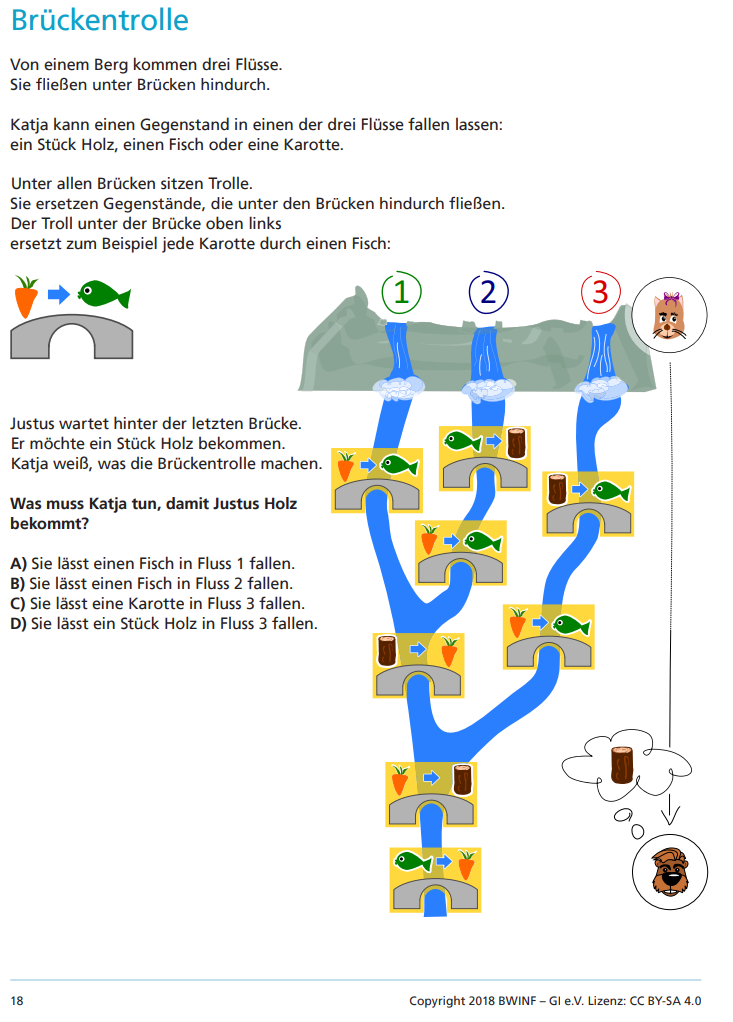 Brückentrolle
Von einem Berg kommen drei Flüsse.
Sie fließen unter Brücken hindurch.
Katja kann einen Gegenstand in einen der drei Flüsse fallen lassen:
ein Stück Holz, einen Fisch oder eine Karotte.
Unter allen Brücken sitzen Trolle.
Sie ersetzen Gegenstände, die unter den Brücken hindurch fließen.
Der Troll unter der Brücke oben links
ersetzt zum Beispiel jede Karotte durch einen Fisch:
1 2 3
Justus wartet hinter der letzten Brücke.
Er möchte ein Stück Holz bekommen.
Katja weiß, was die Brückentrolle machen.
Was muss Katja tun, damit Justus Holz
bekommt?
A) Sie lässt einen Fisch in Fluss 1 fallen.
B) Sie lässt einen Fisch in Fluss 2 fallen.
C) Sie lässt eine Karotte in Fluss 3 fallen.
D) Sie lässt ein Stück Holz in Fluss 3 fallen.
18
Copyright 2018 BWINF – GI e.V. Lizenz: CC BY-SA 4.0